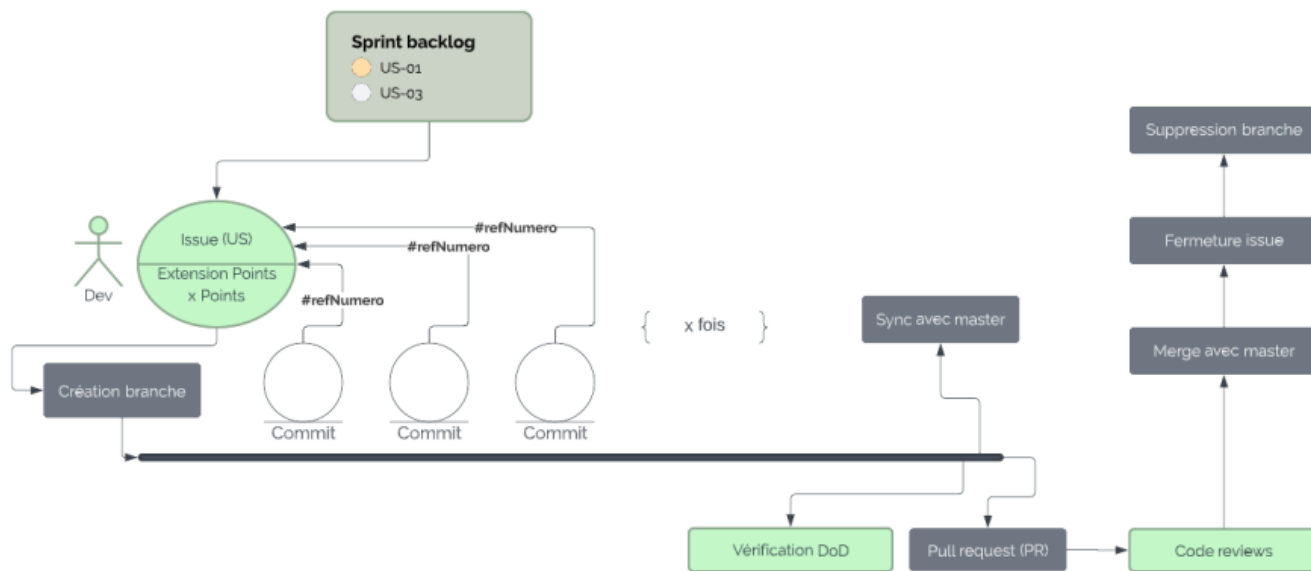 Sprint backlog
US-01
US-03
Suppression branche
Issue (US)
Extension Points
x Points
Dev
#refNumero
#refNumero
#refNumero
Fermeture issue
{ x fois }
Sync avec master
Merge avec master
Création branche
Commit
Commit
Commit
Vérification DoD
Pull request (PR)
Code reviews